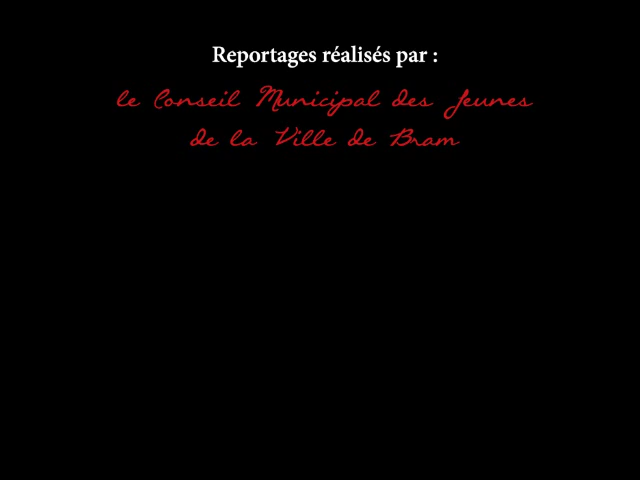 Reportages réalisés par :
le Conseil Municipal des Jeunes
de la Ville de Bram